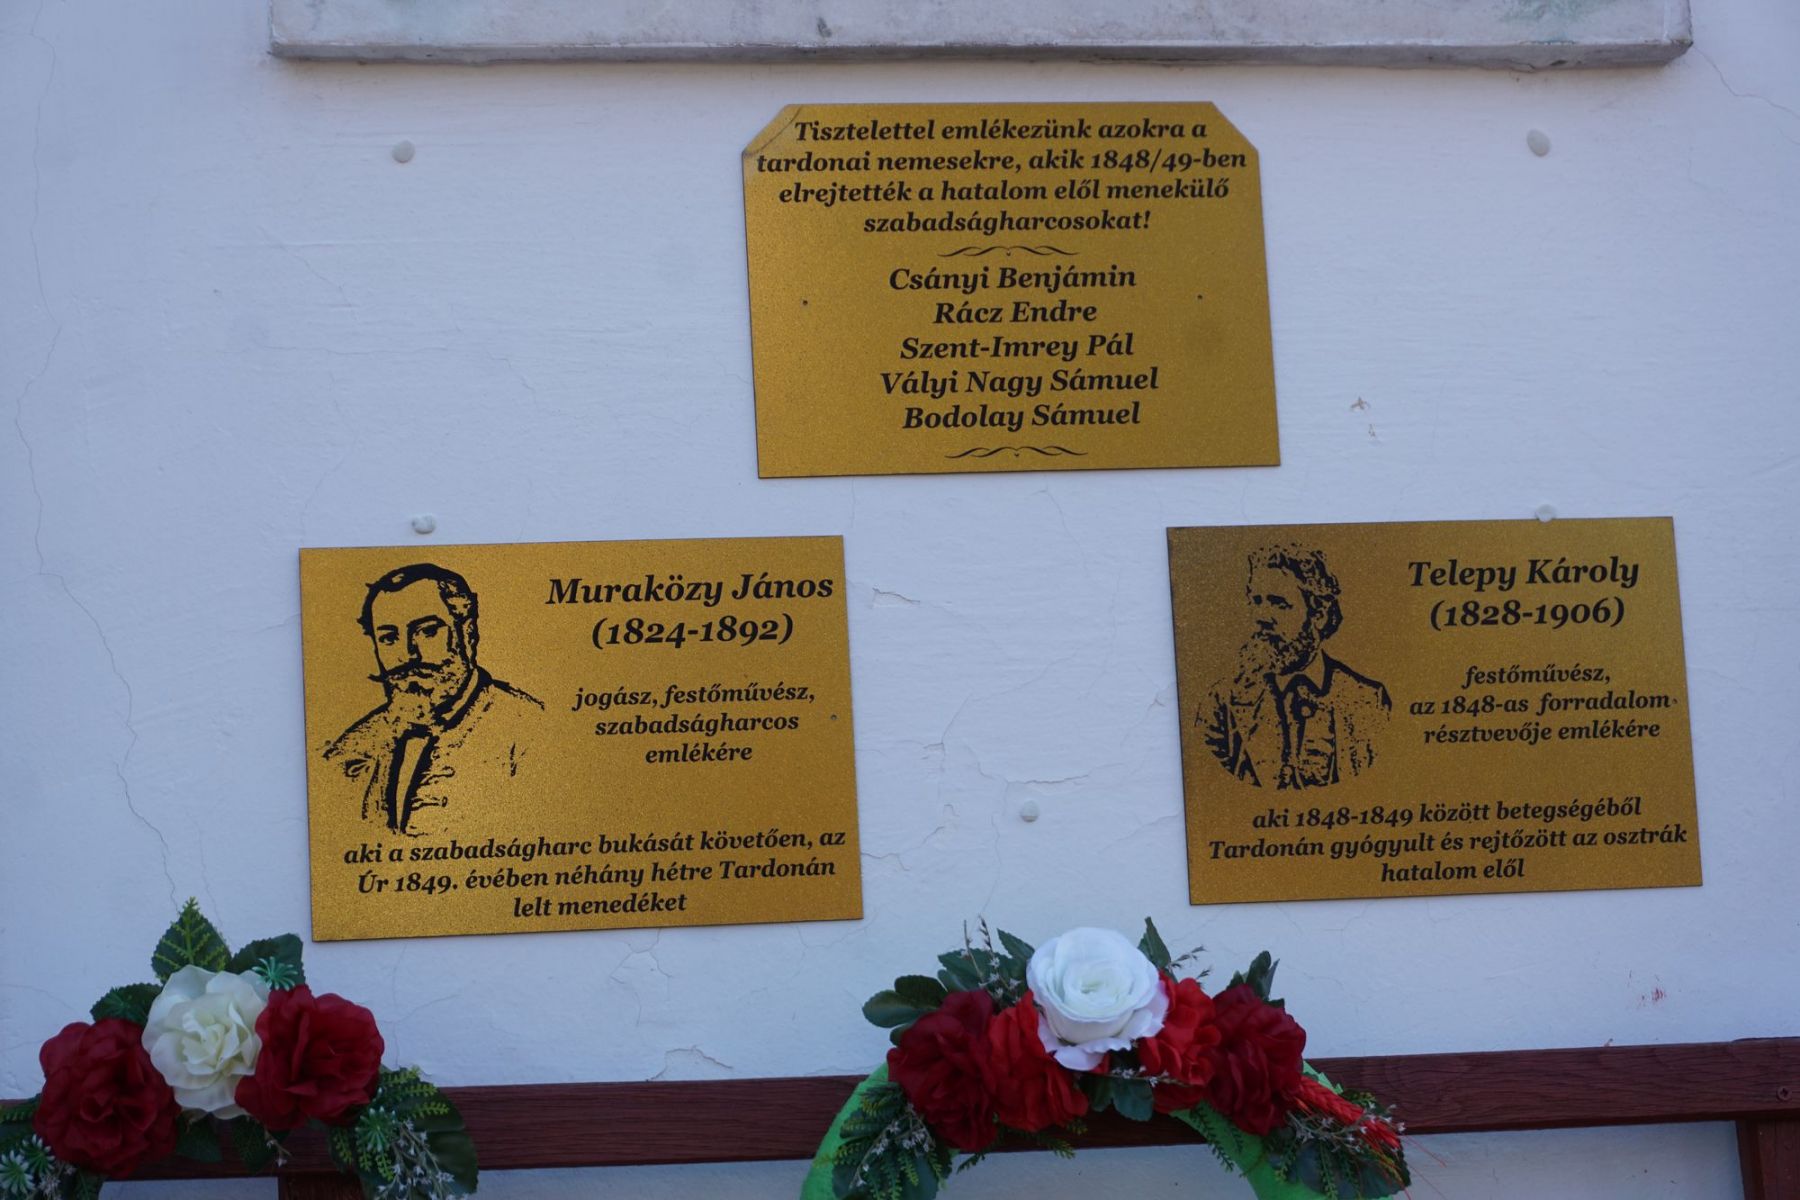 Tisztelettel emlékezünk azokra a
tardonai nemesekre, akik 1848/49-ben
elrejtették a hatalom elől menekülő
szabadságharcosokat!
Csányi Benjámin
Rácz Endre
Szent-Imrey Pál
Vályi Nagy Sámuel
Bodolay Sámuel
Muraközy János
(1824-1892)
jogász, festőművész,
szabadságharcos
emlékére
aki a szabadságharc bukását követően, az
Úr 1849. évében néhány hétre Tardonán
lelt menedéket
Telepy Károly
(1828-1906)
festőművész,
az 1848-as forradalom
résztvevője emlékére
aki 1848-1849 között betegségéből
Tardonán gyógyult és rejtőzött az osztrák
hatalom elől